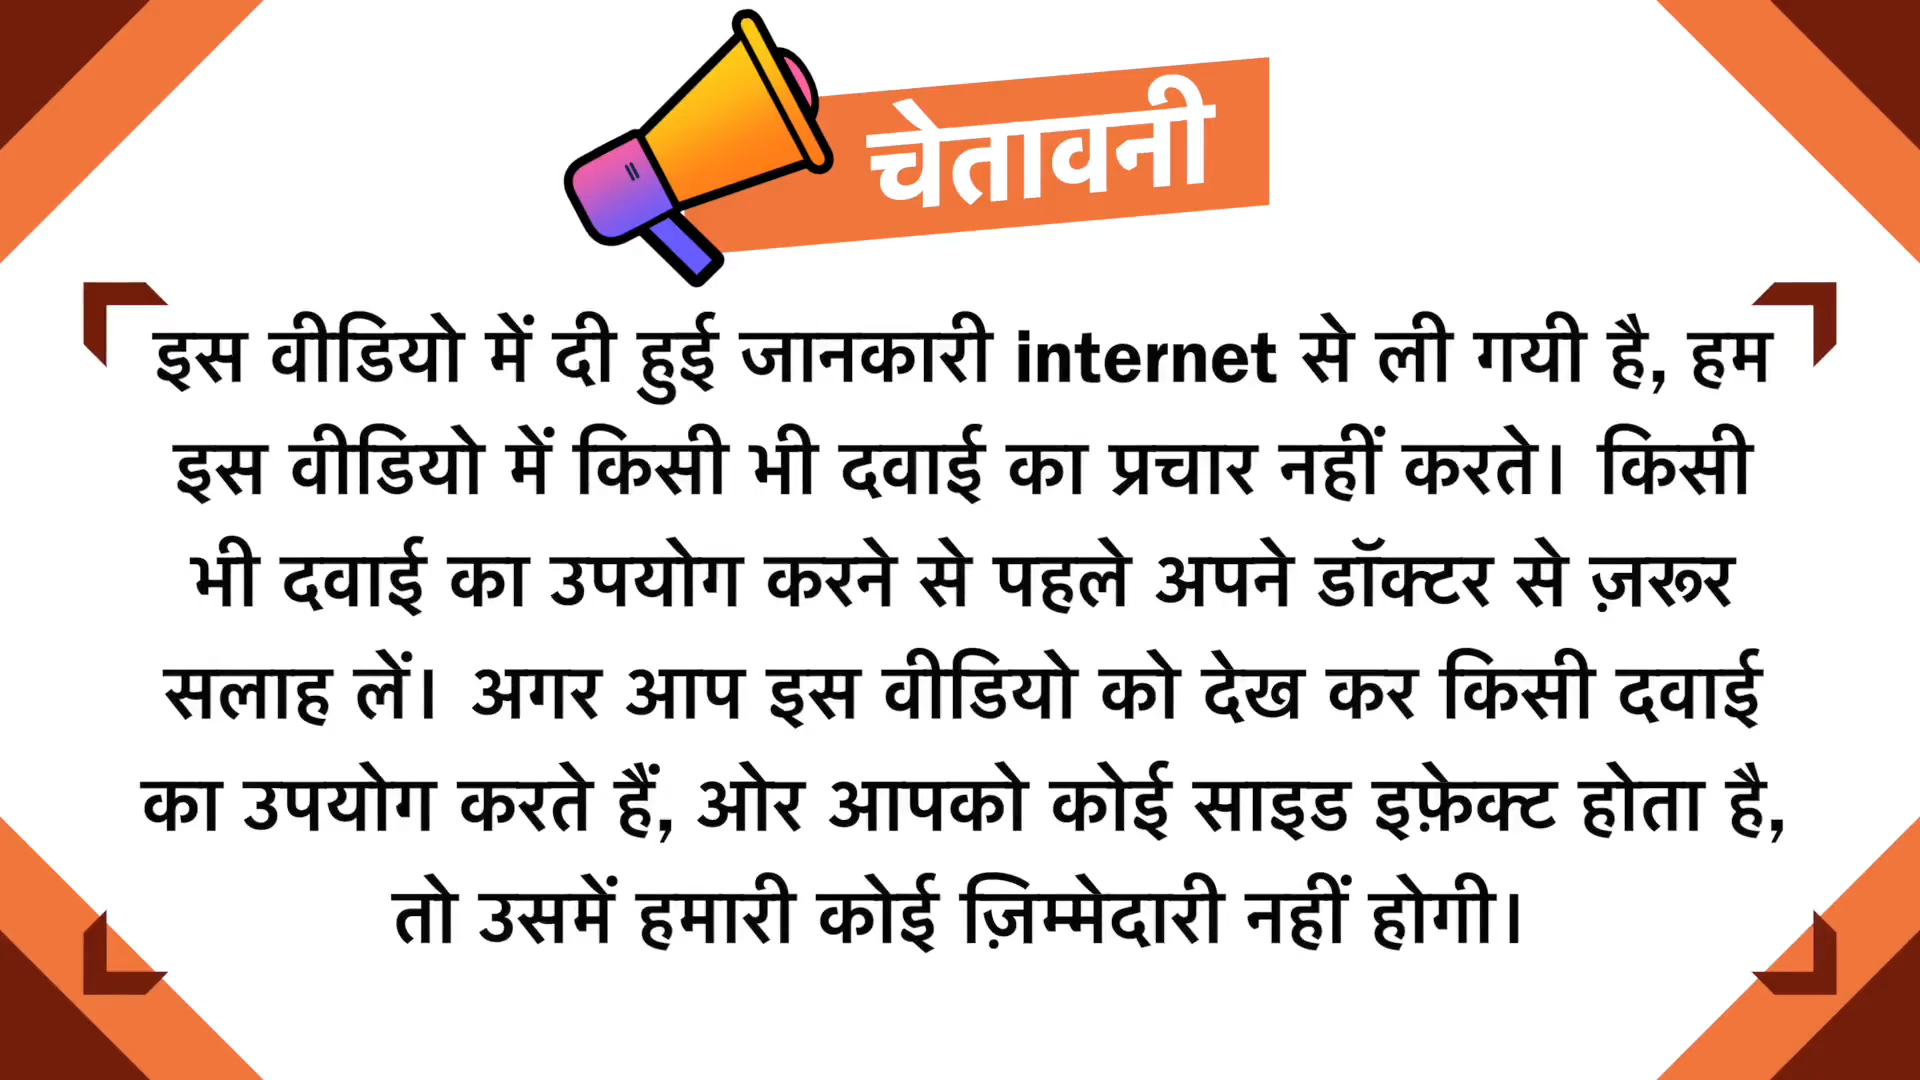 चेतावनी
इस वीडियो में दी हुई जानकारी internet से ली गयी है, हम
इस वीडियो में किसी भी दवाई का प्रचार नहीं करते। किसी
भी दवाई का उपयोग करने से पहले अपने डॉक्टर से ज़रूर
सलाह लें। अगर आप इस वीडियो को देख कर किसी दवाई
का उपयोग करते हैं, ओर आपको कोई साइड इफ़ेक्ट होता है,
तो उसमें हमारी कोई ज़िम्मेदारी नहीं होगी।